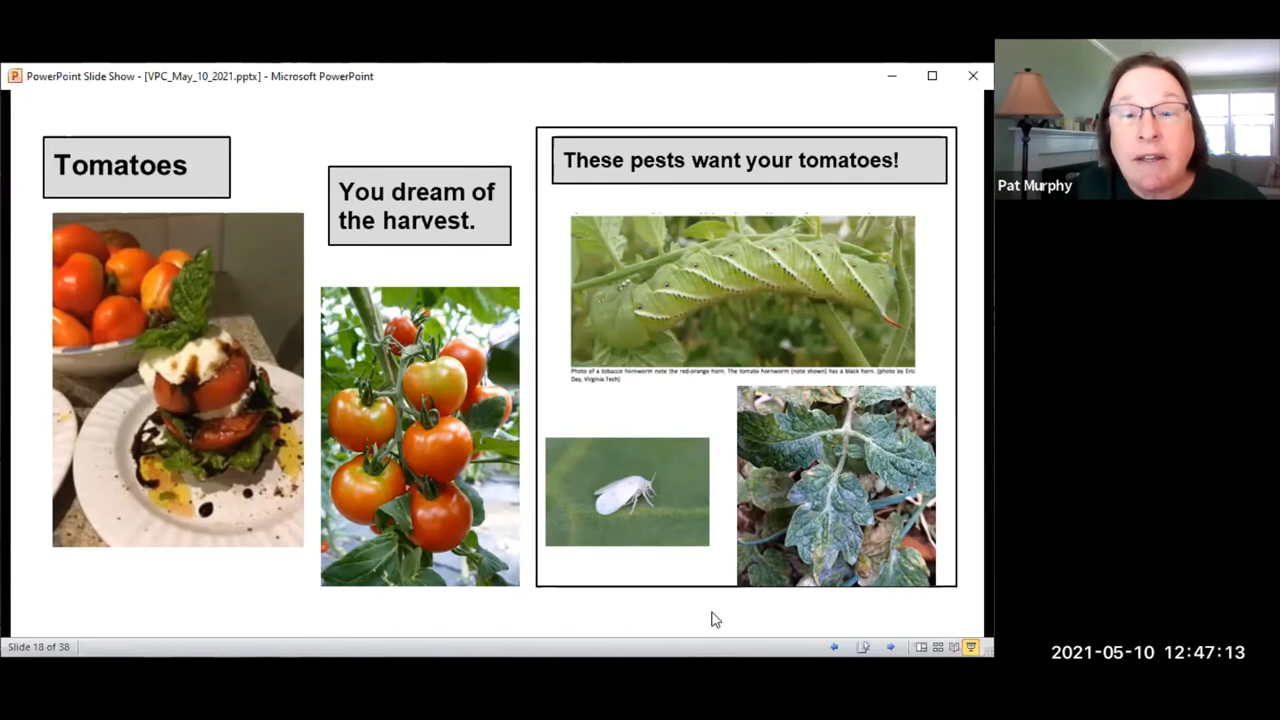 PowerPoint Slide Show - [VPC_May_10_2021.pptx] - Microsoft PowerPoint
Tomatoes
You dream of
the harvest.
These pests want your tomatoes!
Photo of a tobacco hornworm note the red-orange horn. The tomato hornworm (note shown) has a black horn. (photo by Eric
Day, Virginia Tech)
Pat Murphy
Slide 18 of 38
2021-05-10 12:47:13